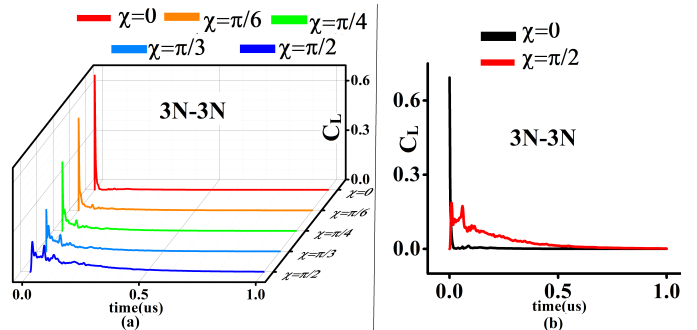 χ=0 χ=π/6 χ=π/4
χ=π/3 χ=π/2
3N-3N
C_L
0.6
0.3
0.0
χ=0
χ=π/6
χ=π/4
χ=π/3
χ=π/2
0.0 0.5 1.0
time(us)
(a)
χ=0
χ=π/2
3N-3N
C_L
0.6
0.3
0.0
0.0 0.5 1.0
time(us)
(b)